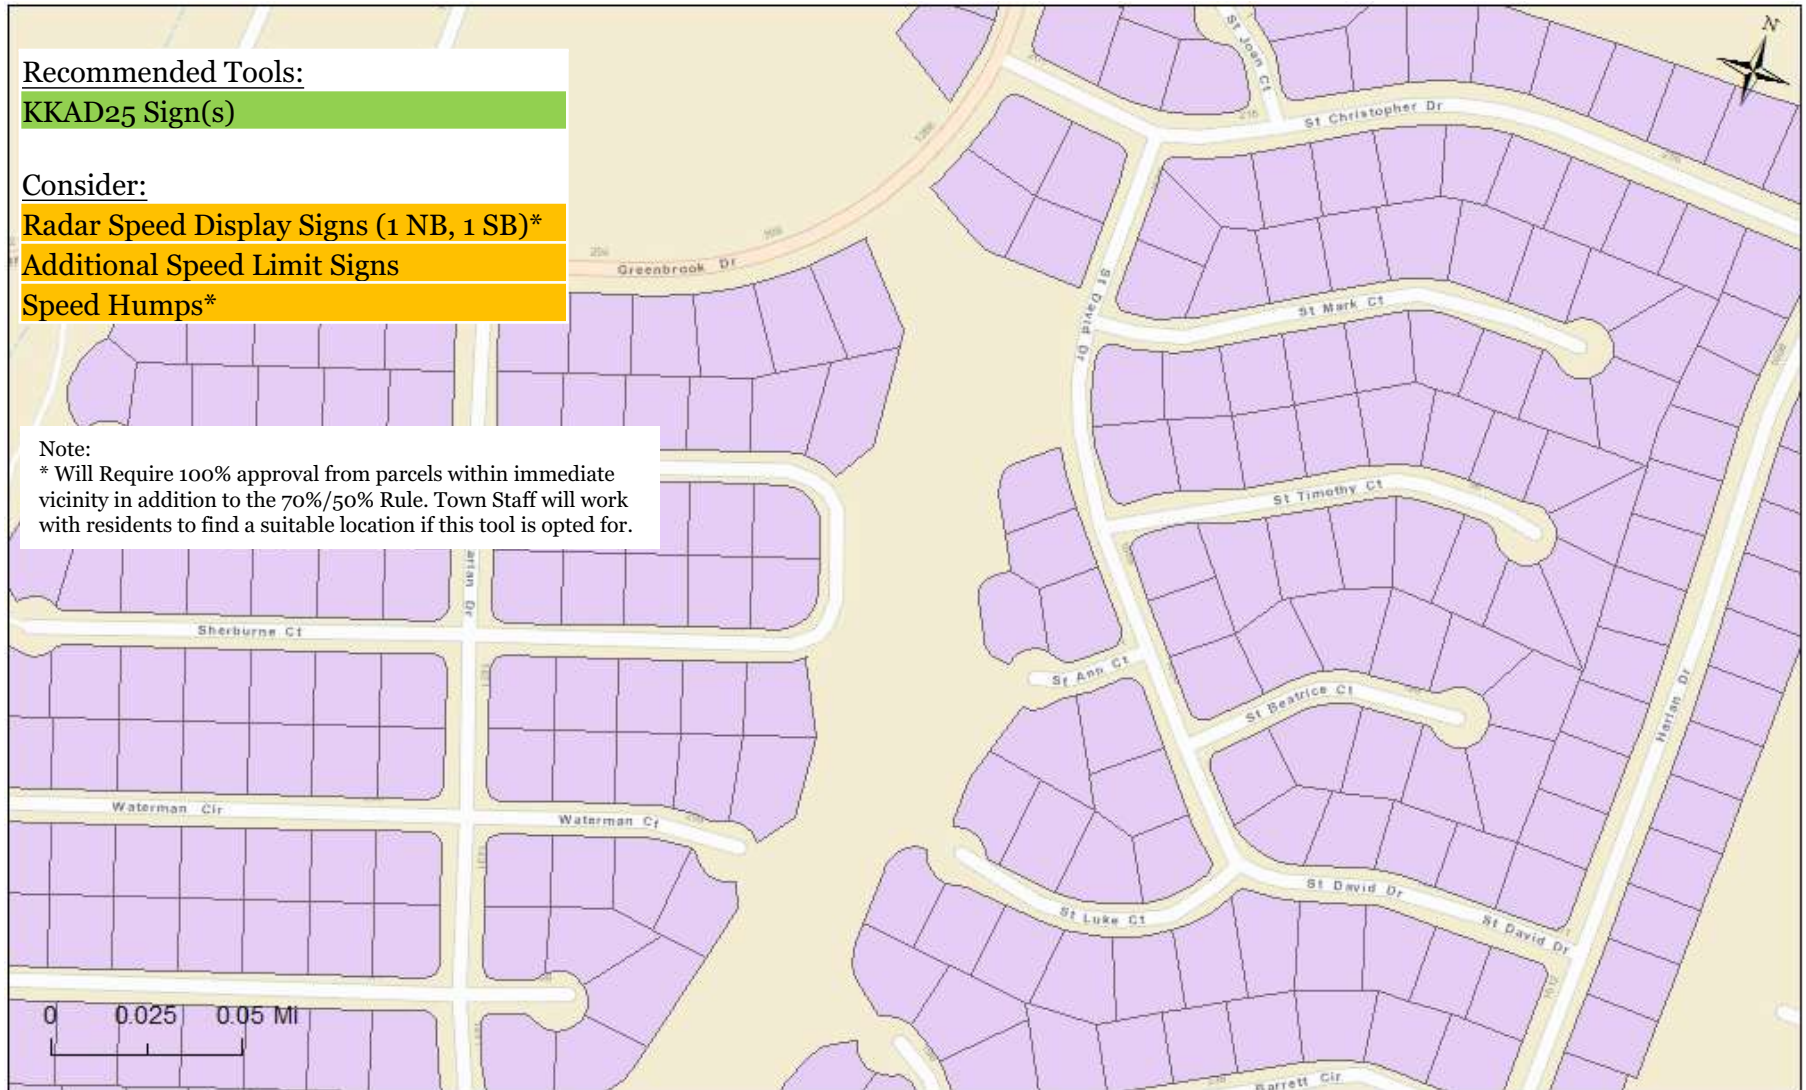 Recommended Tools:
KKAD25 Sign(s)
Consider:
Radar Speed Display Signs (1 NB, 1 SB)*
Additional Speed Limit Signs
Speed Humps*
Note:
* Will Require 100% approval from parcels within immediate
vicinity in addition to the 70%/50% Rule. Town Staff will work
with residents to find a suitable location if this tool is opted for.
N
St Joan Ct
St Christopher Dr
Greenbrook Dr
St David Dr
St Mark Ct
St Timothy Ct
St Ann Ct
St Beatrice Ct
Harlan Dr
Sherburne Ct
Waterman Cir
Waterman Ct
St Luke Ct
St David Dr
St David Dr
Barrett Cir
0 0.025 0.05 Mi